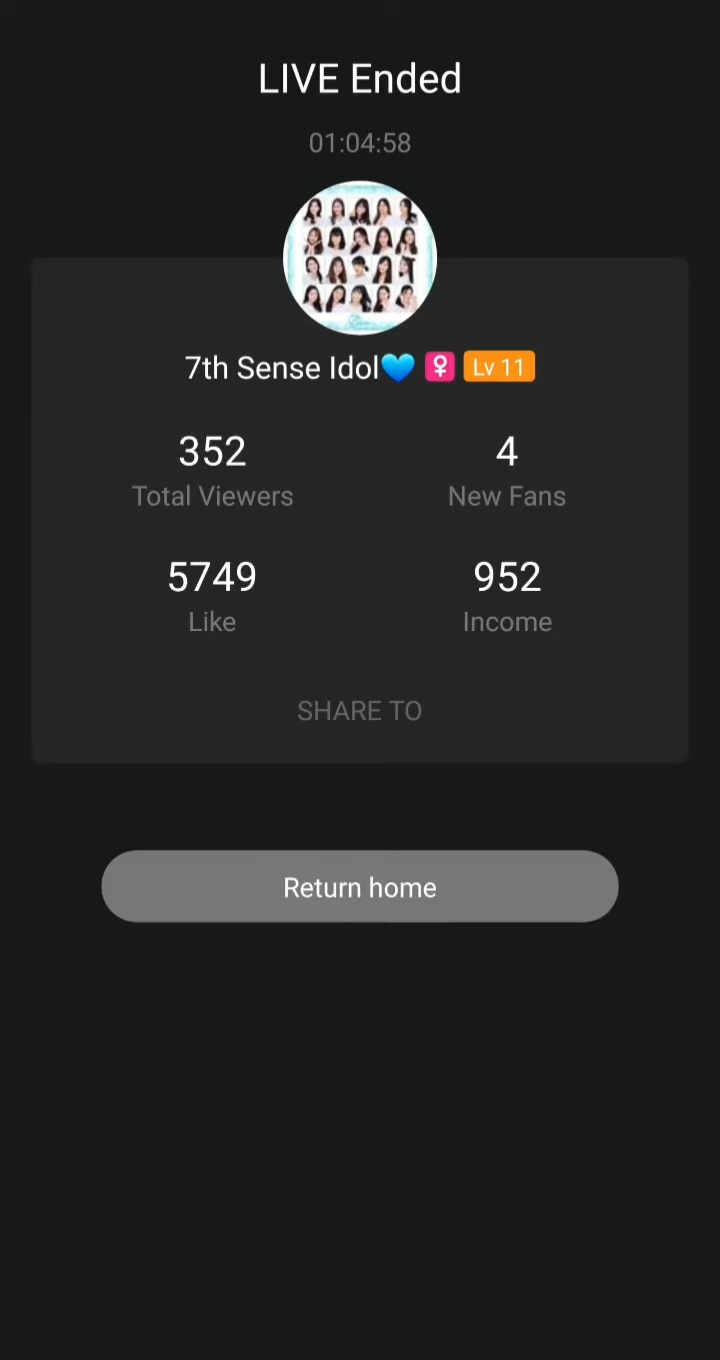 LIVE Ended
01:04:58
7th Sense Idol💙 ♀ Lv 11
352 4
Total Viewers New Fans
5749 952
Like Income
SHARE TO
Return home